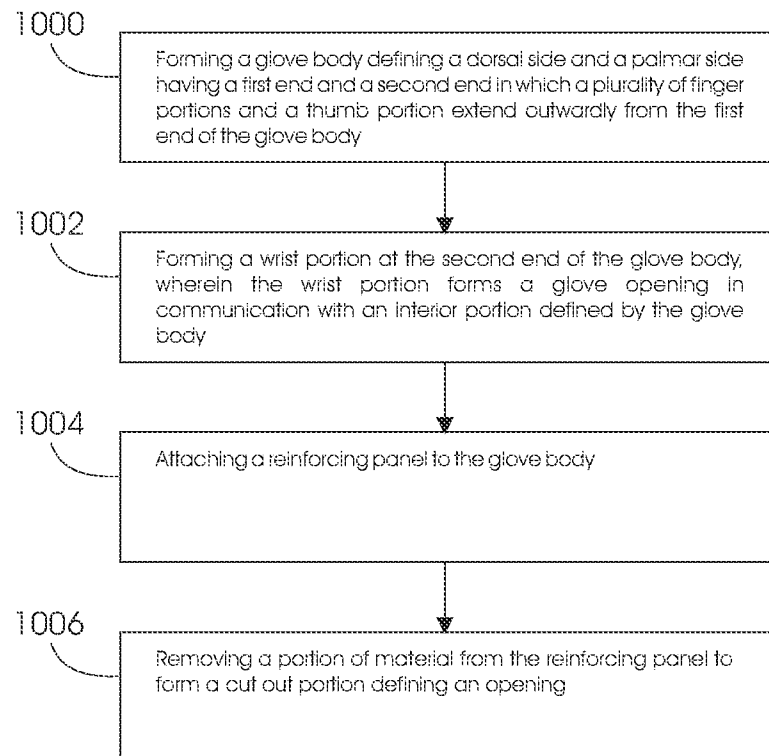 1000
Forming a glove body defining a dorsal side and a palmar side
having a first end and a second end in which a plurality of finger
portions and a thumb portion extend outwardly from the first
end of the glove body
1002
Forming a wrist portion at the second end of the glove body,
wherein the wrist portion forms a glove opening in
communication with an interior portion defined by the glove
body
1004
Attaching a reinforcing panel to the glove body
1006
Removing a portion of material from the reinforcing panel to
form a cut out portion defining an opening